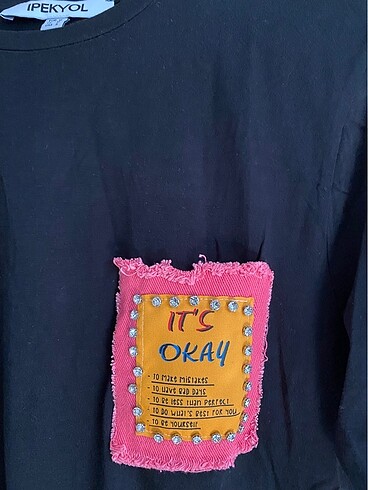 IPEKYOL
IT'S
OKAY
- TO MAKE MISTAKES
- TO HAVE BAD DAYS
- TO BE LESS THAN PERFECT
- TO DO WHAT'S BEST FOR YOU
- TO BE YOURSELF